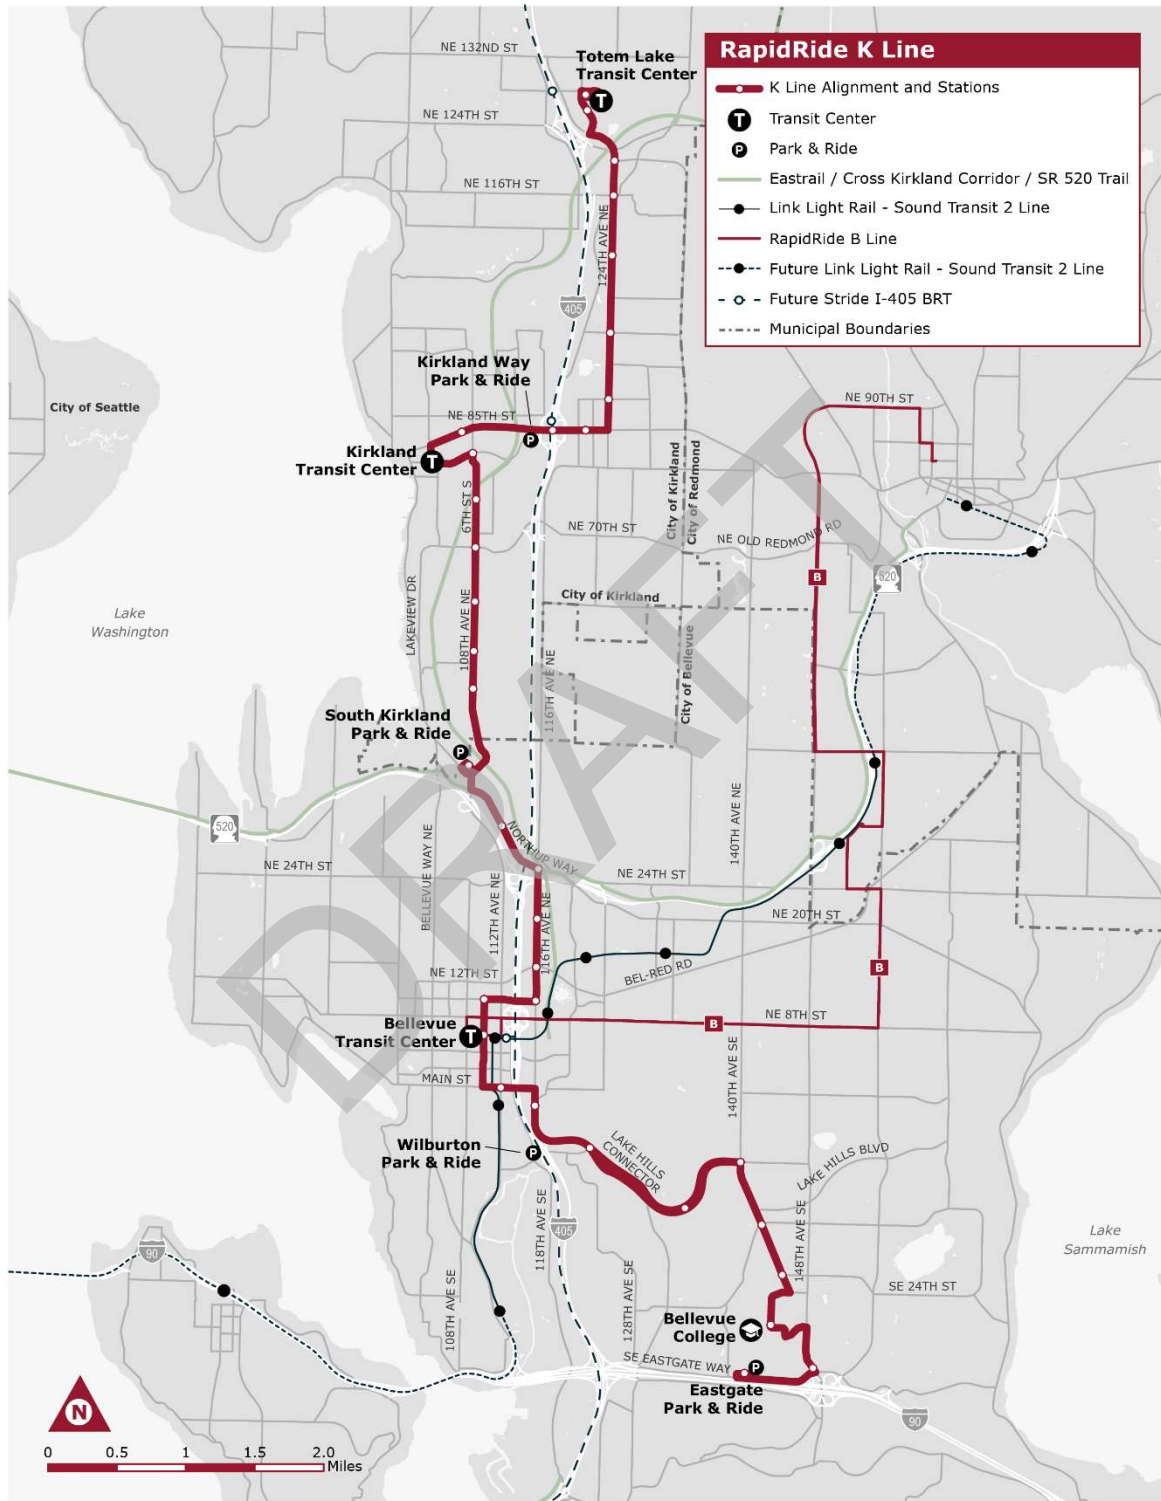 RapidRide K Line
K Line Alignment and Stations
Transit Center
Park & Ride
Eastrail / Cross Kirkland Corridor / SR 520 Trail
Link Light Rail - Sound Transit 2 Line
RapidRide B Line
Future Link Light Rail - Sound Transit 2 Line
Future Stride I-405 BRT
Municipal Boundaries
T
P
NE 132ND ST
Totem Lake
Transit Center
T
NE 124TH ST
NE 116TH ST
124TH AVE NE
405
Kirkland Way
Park & Ride
P
NE 85TH ST
NE 90TH ST
City of Seattle
Kirkland
Transit Center
T
6TH ST S
NE 70TH ST
City of Kirkland
City of Redmond
NE OLD REDMOND RD
B
520
City of Kirkland
Lake
Washington
LAKEVIEW DR
108TH AVE NE
116TH AVE NE
City of Bellevue
South Kirkland
Park & Ride
P
520
NORTHUP WAY
140TH AVE NE
NE 24TH ST
NE 24TH ST
BELLEVUE WAY NE
112TH AVE NE
116TH AVE NE
NE 20TH ST
NE 12TH ST
BEL-RED RD
B
NE 8TH ST
B
Bellevue
Transit Center
T
MAIN ST
140TH AVE SE
Wilburton
Park & Ride
P
LAKE HILLS
CONNECTOR
LAKE HILLS BLVD
148TH AVE SE
Lake
Sammamish
118TH AVE SE
405
90
108TH AVE SE
128TH AVE SE
SE 24TH ST
Bellevue
College
SE EASTGATE WAY
P
Eastgate
Park & Ride
90
N
0 0.5 1 1.5 2.0
Miles
DRAFT